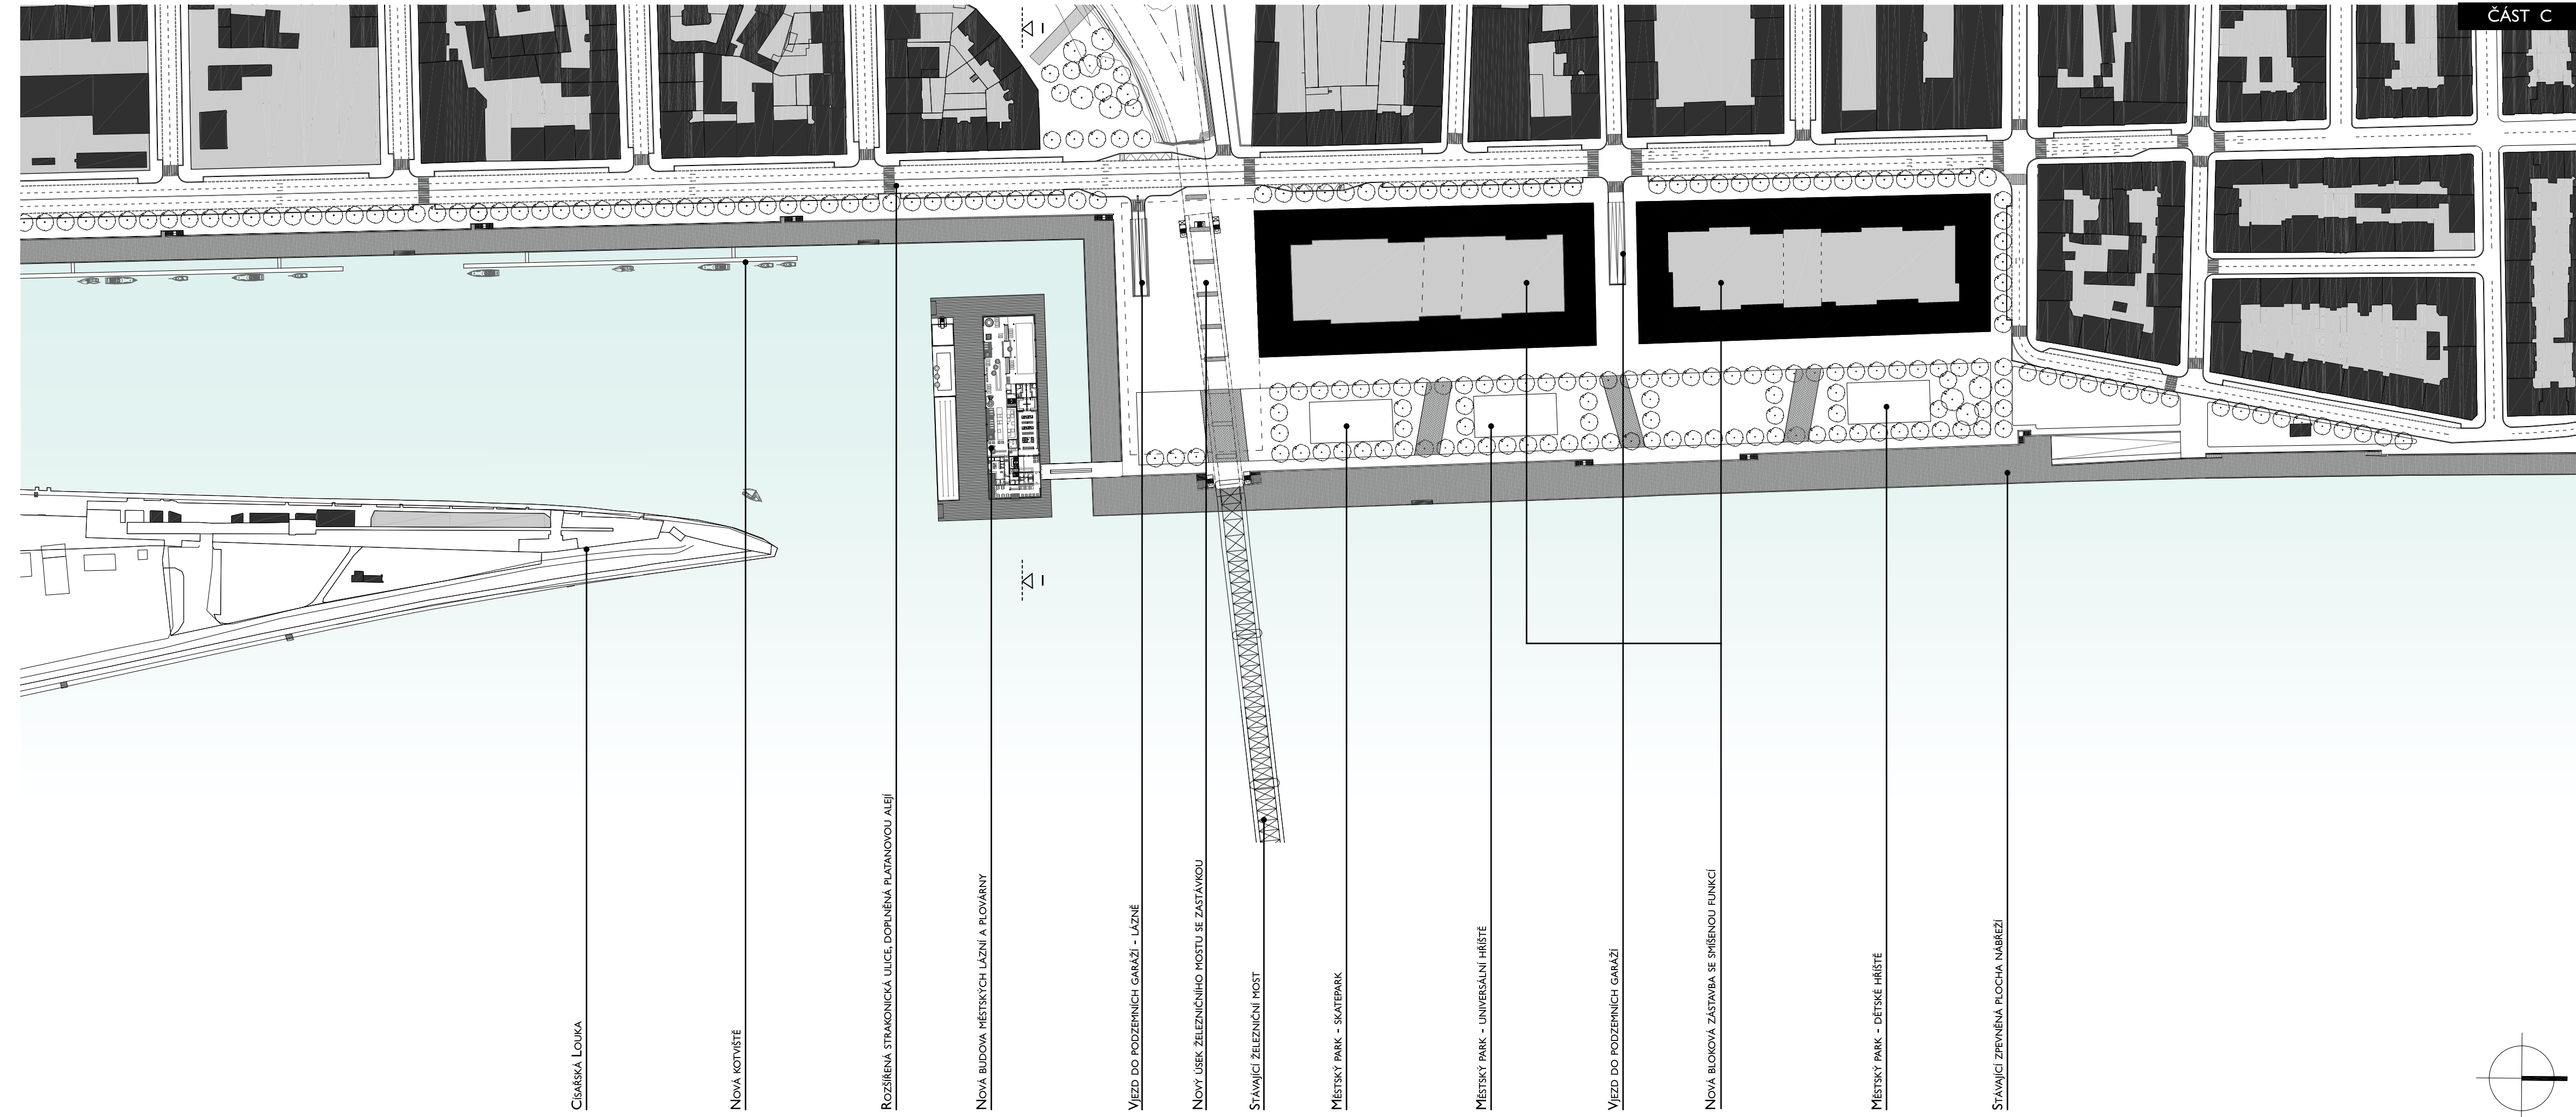 ČÁST C
I
I
Císařská Louka
Nová kotviště
Rozšířená strakonická ulice, doplněná platanovou alejí
Nová budova městských lázní a plovárny
Vjezd do podzemních garáží - lázně
Nový úsek železničního mostu se zastávkou
Stávající železniční most
Městský park - skatepark
Městský park - universální hřiště
Vjezd do podzemních garáží
Nová bloková zástavba se smíšenou funkcí
Městský park - dětské hřiště
Stávající zpevněná plocha nábřeží